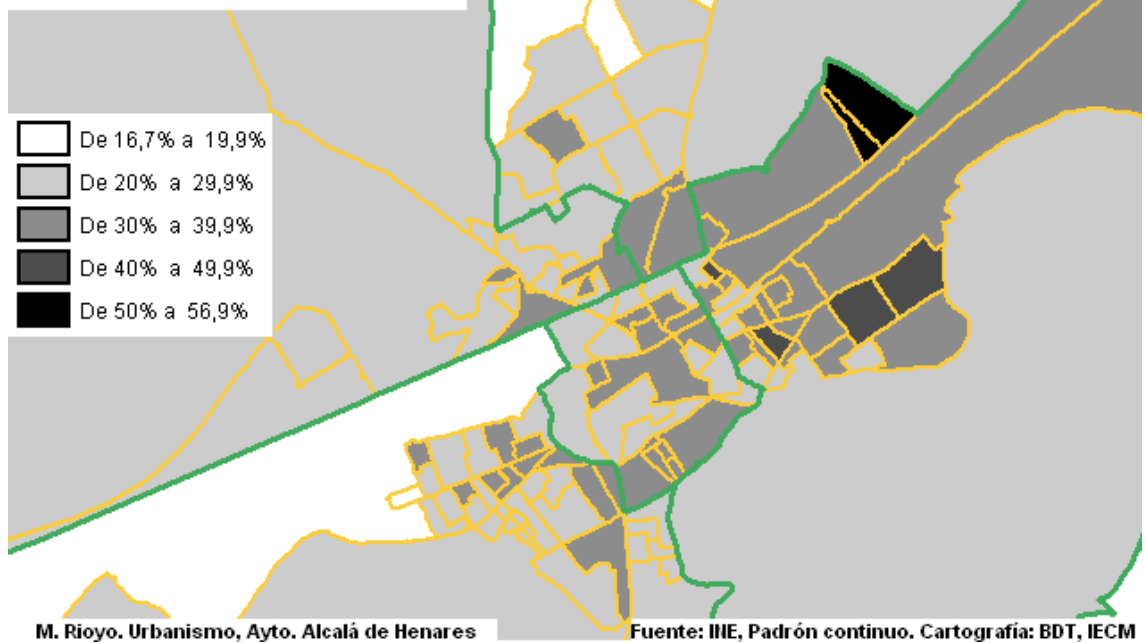 De 16,7% a 19,9%
De 20% a 29,9%
De 30% a 39,9%
De 40% a 49,9%
De 50% a 56,9%
M. Rioyo. Urbanismo, Ayto. Alcalá de Henares
Fuente: INE, Padrón continuo. Cartografía: BDT, IECM